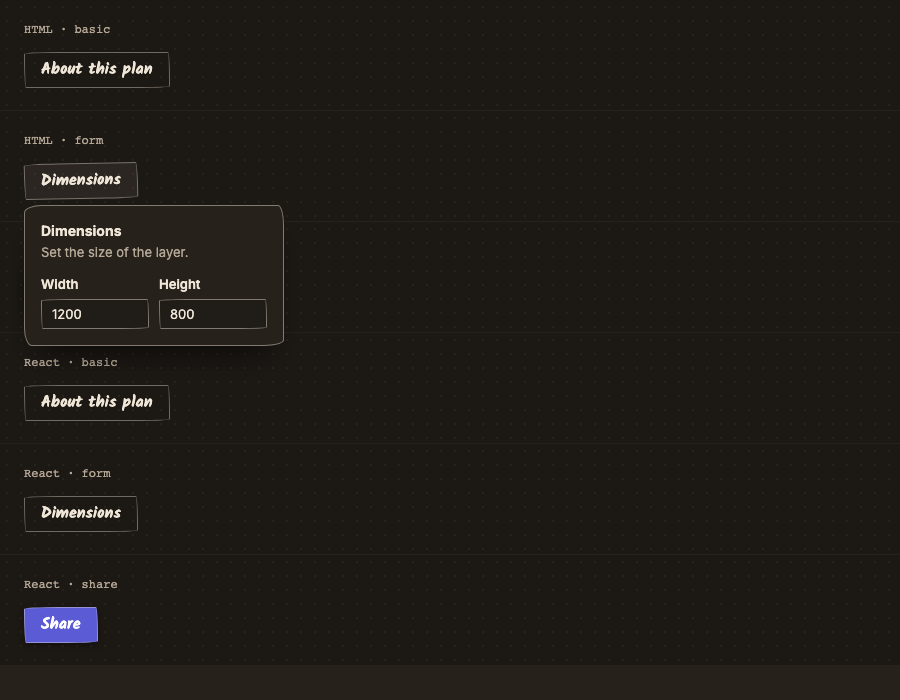 HTML · basic
About this plan
HTML · form
Dimensions
Dimensions
Set the size of the layer.
Width Height
1200 800
React · basic
About this plan
React · form
Dimensions
React · share
Share